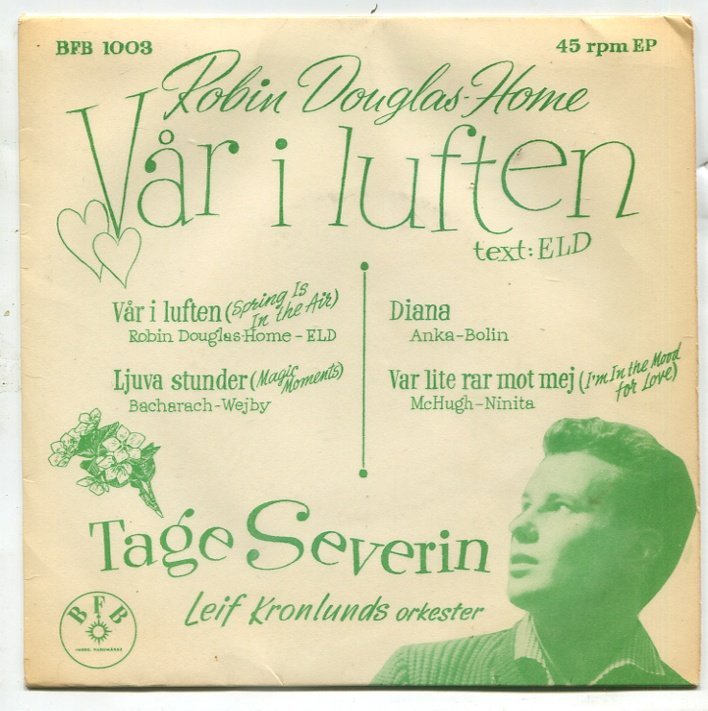 BFB 1003
45 rpm EP
Robin Douglas-Home
Vår i luften
text: ELD
Vår i luften (Spring Is
In the Air)
Robin Douglas-Home - ELD
Ljuva stunder (Magic
Moments)
Bacharach-Wejby
Diana
Anka-Bolin
Var lite rar mot mej (I'm In the Mood
for Love)
McHugh-Ninita
Tage Severin
Leif Kronlunds orkester
BFB